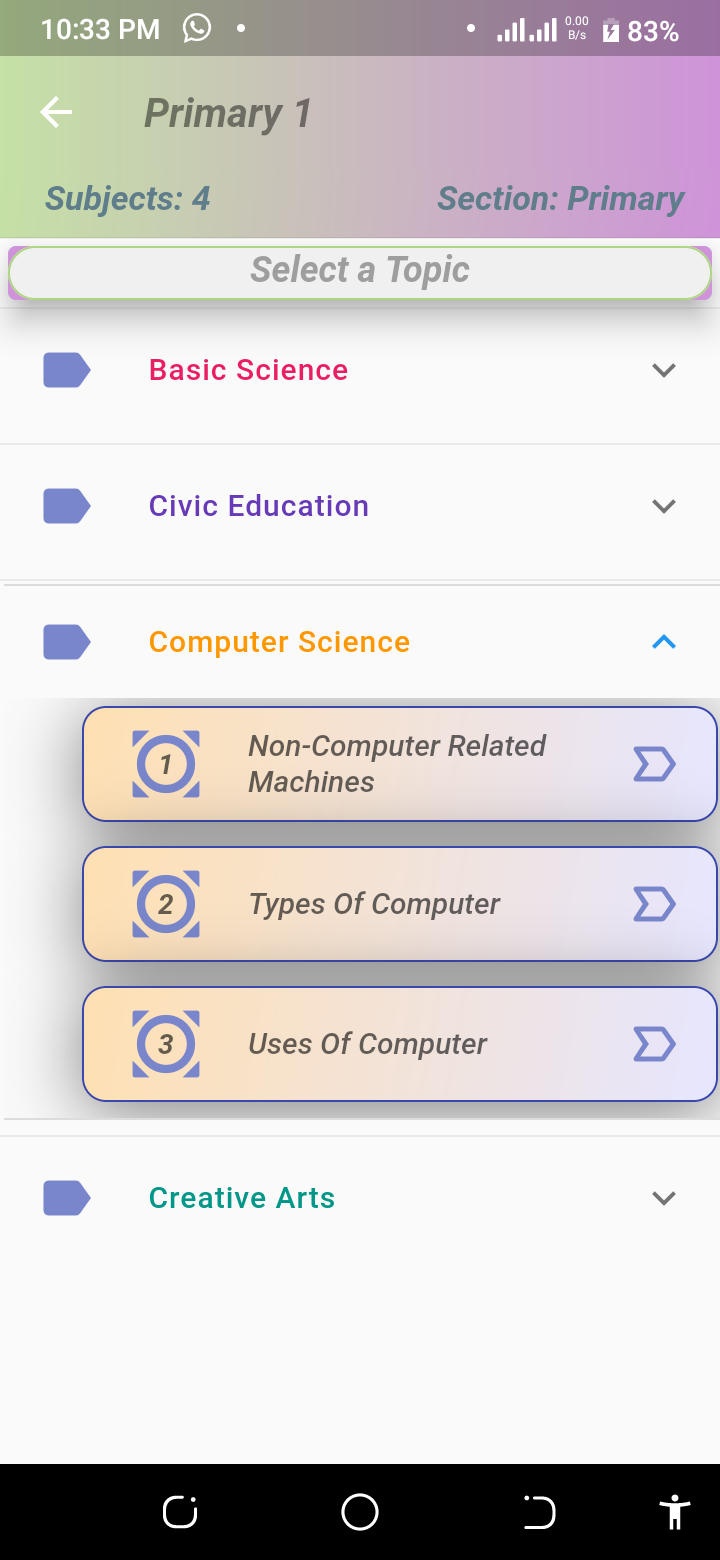 10:33 PM
0.00
B/s
83%
Primary 1
Subjects: 4
Section: Primary
Select a Topic
Basic Science
Civic Education
Computer Science
1
Non-Computer Related
Machines
2
Types Of Computer
3
Uses Of Computer
Creative Arts